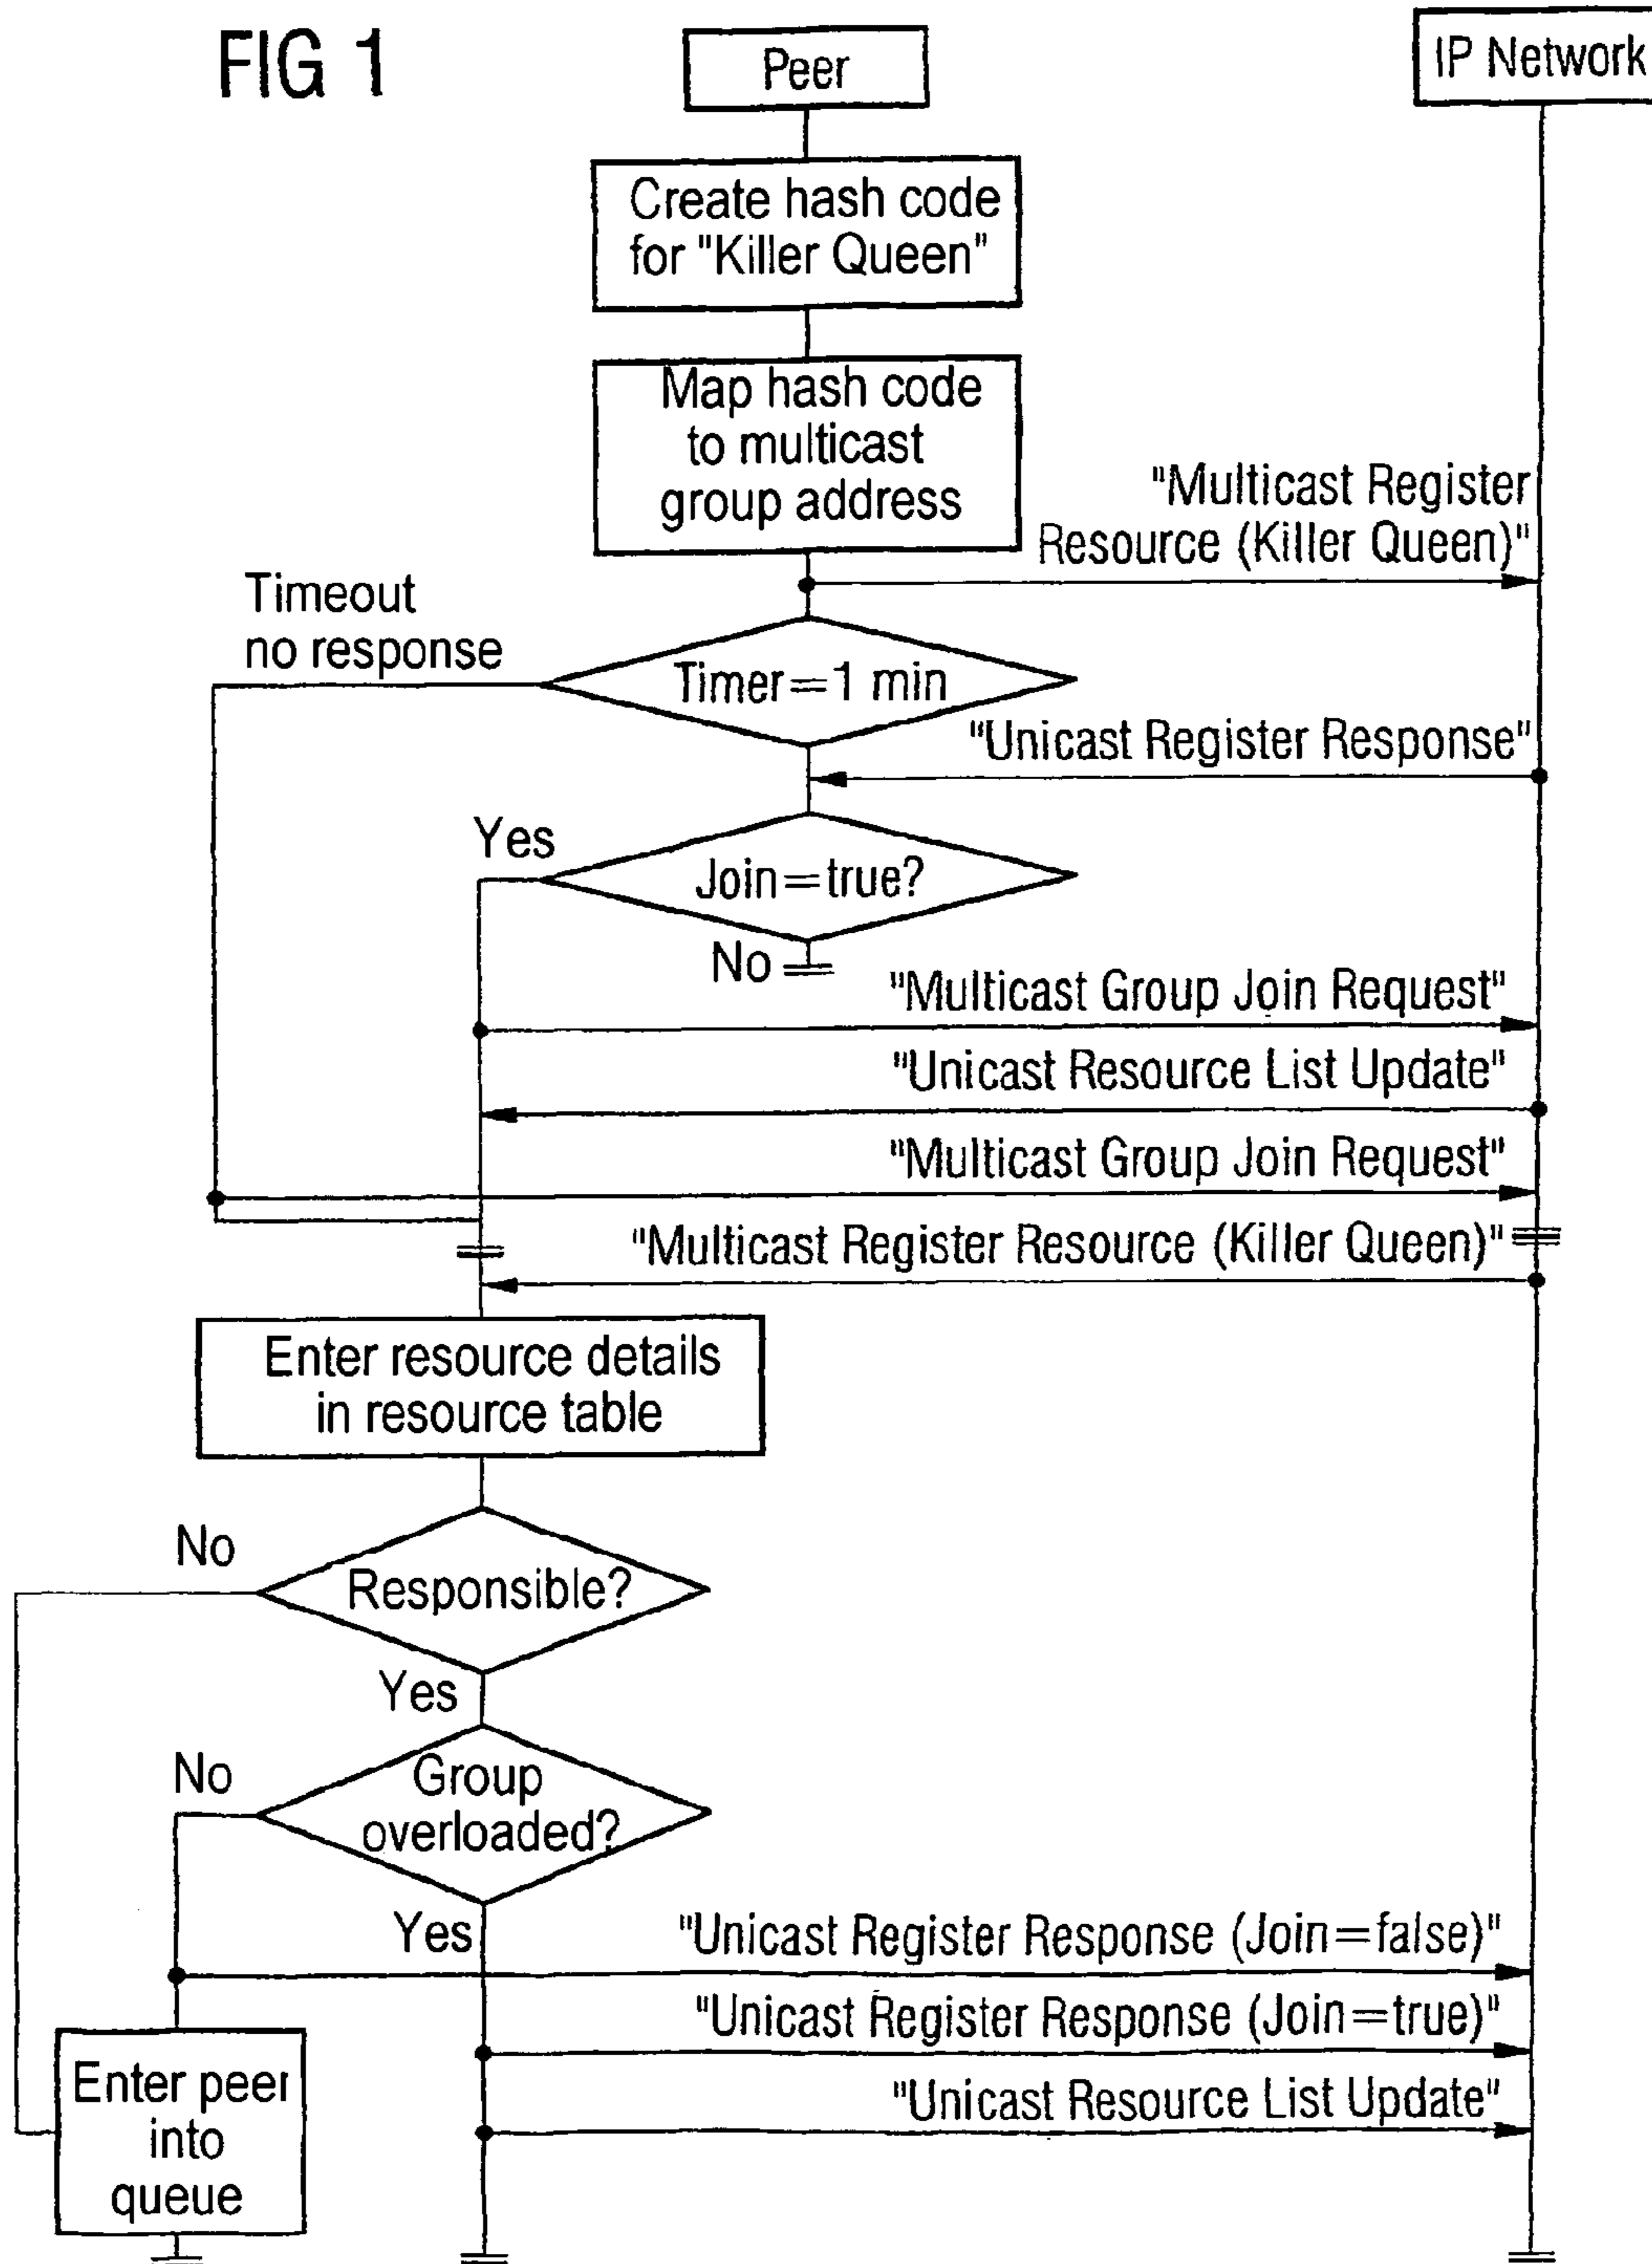 FIG 1
Peer
IP Network
Create hash code
for "Killer Queen"
Map hash code
to multicast
group address
"Multicast Register
Resource (Killer Queen)"
Timeout
no response
Timer=1 min
"Unicast Register Response"
Yes
Join=true?
No
"Multicast Group Join Request"
"Unicast Resource List Update"
"Multicast Group Join Request"
"Multicast Register Resource (Killer Queen)"
Enter resource details
in resource table
No
Responsible?
Yes
No
Group
overloaded?
Yes
"Unicast Register Response (Join=false)"
"Unicast Register Response (Join=true)"
"Unicast Resource List Update"
Enter peer
into
queue